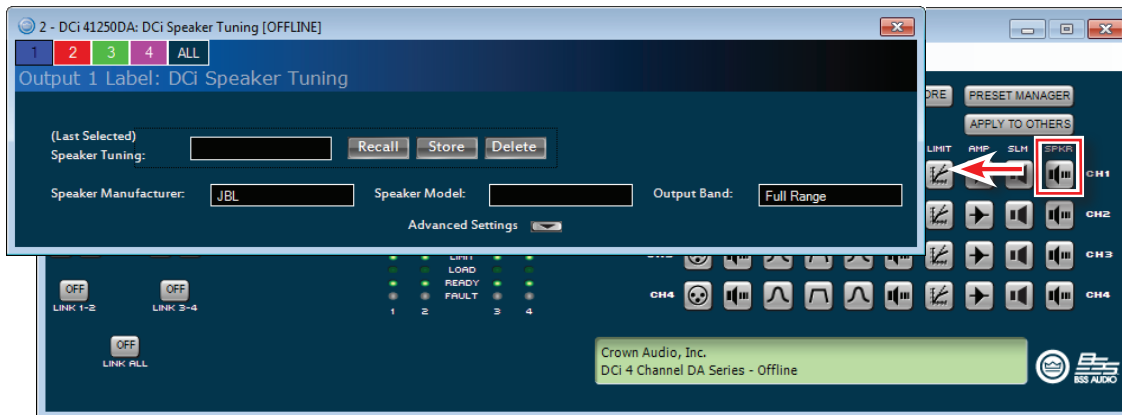 2 - DCi 41250DA: DCi Speaker Tuning [OFFLINE]
1 2 3 4 ALL
Output 1 Label: DCi Speaker Tuning
(Last Selected)
Speaker Tuning:
Recall Store Delete
Speaker Manufacturer: JBL Speaker Model: Output Band: Full Range
Advanced Settings
PRESET MANAGER
APPLY TO OTHERS
LIMIT AMP SLM SPKR
CH1
CH2
CH3
LIMIT
LOAD
READY
FAULT
1 2 3 4
CH4 CH4
OFF OFF
LINK 1-2 LINK 3-4
OFF
LINK ALL
Crown Audio, Inc.
DCi 4 Channel DA Series - Offline
BSS AUDIO